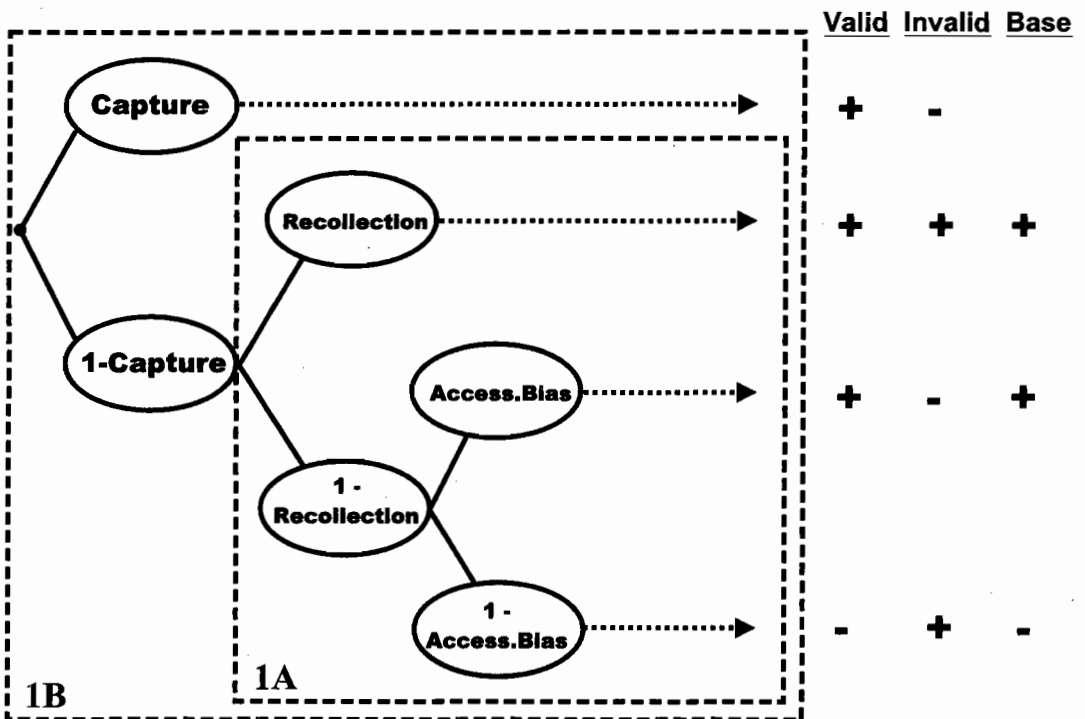 Valid Invalid Base
Capture + -
Recollection + + +
1-Capture
Access.Bias + - +
1 -
Recollection
1 -
Access.Bias - + -
1B 1A